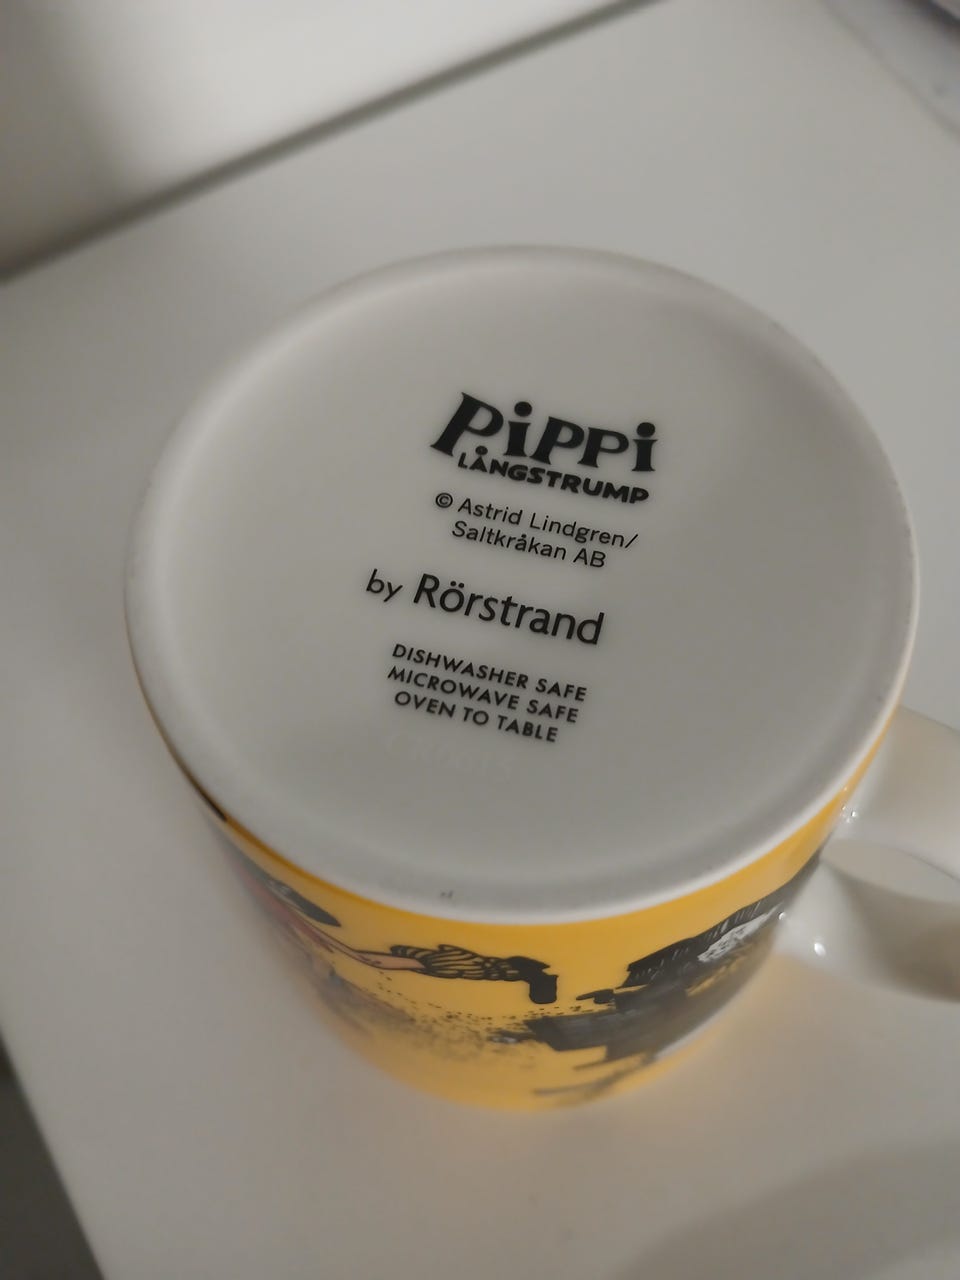 PiPPi
LÅNGSTRUMP
© Astrid Lindgren/
Saltkråkan AB
by Rörstrand
DISHWASHER SAFE
MICROWAVE SAFE
OVEN TO TABLE